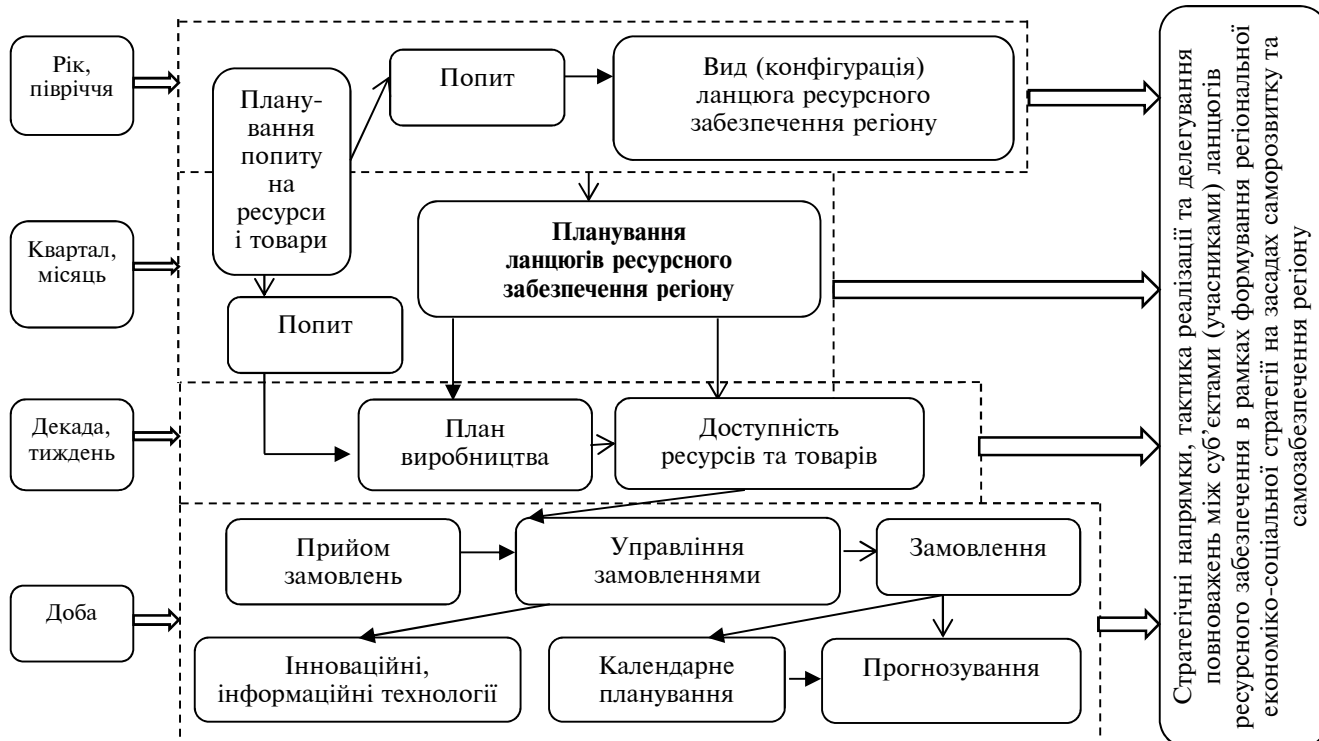 Рік,
півріччя
Плану-
вання
попиту
на
ресурси
і товари
Попит
Вид (конфігурація)
ланцюга ресурсного
забезпечення регіону
Квартал,
місяць
Планування
ланцюгів ресурсного
забезпечення регіону
Попит
Декада,
тиждень
План
виробництва
Доступність
ресурсів та товарів
Доба
Прийом
замовлень
Управління
замовленнями
Замовлення
Інноваційні,
інформаційні технології
Календарне
планування
Прогнозування
Стратегічні напрямки, тактика реалізації та делегування
повноважень між суб’єктами (учасниками) ланцюгів
ресурсного забезпечення в рамках формування регіональної
економіко-соціальної стратегії на засадах саморозвитку та
самозабезпечення регіону